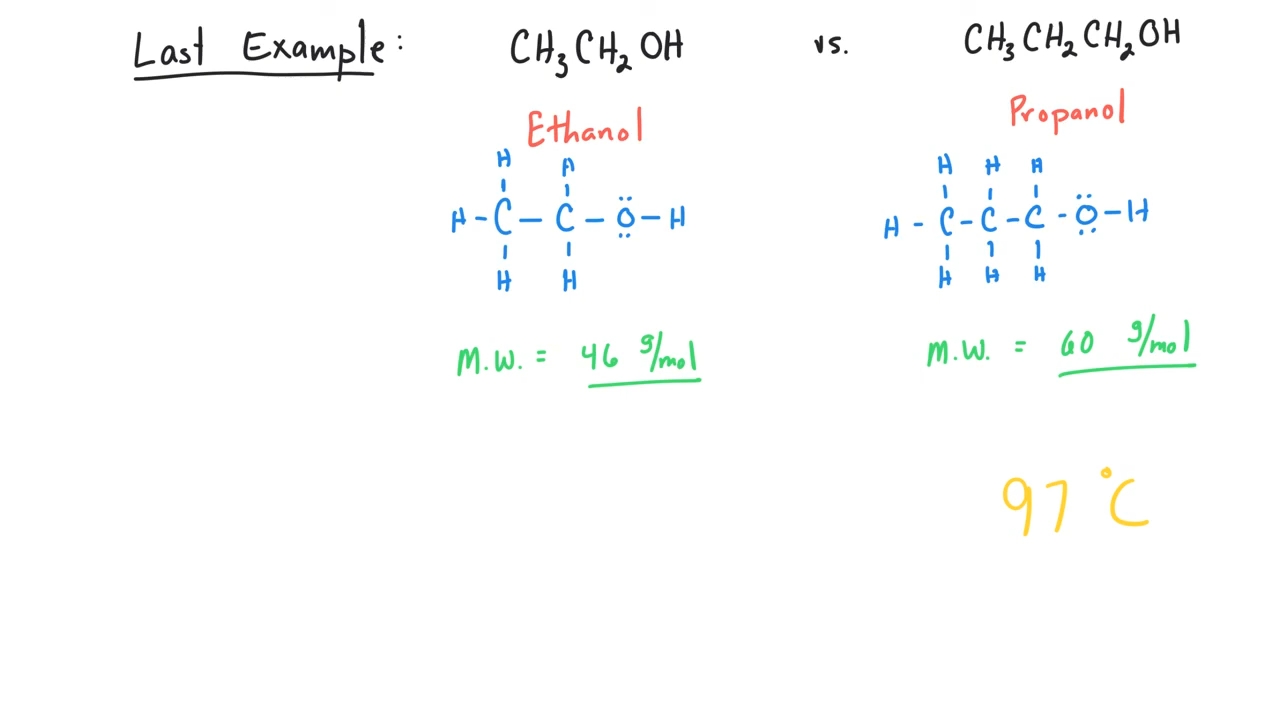 Last Example: CH₃CH₂OH vs. CH₃CH₂CH₂OH
Ethanol Propanol
H H H H H
H - C - C - O - H H - C - C - C - O - H
H H H H H
M.W. = 46 g/mol M.W. = 60 g/mol
97 °C